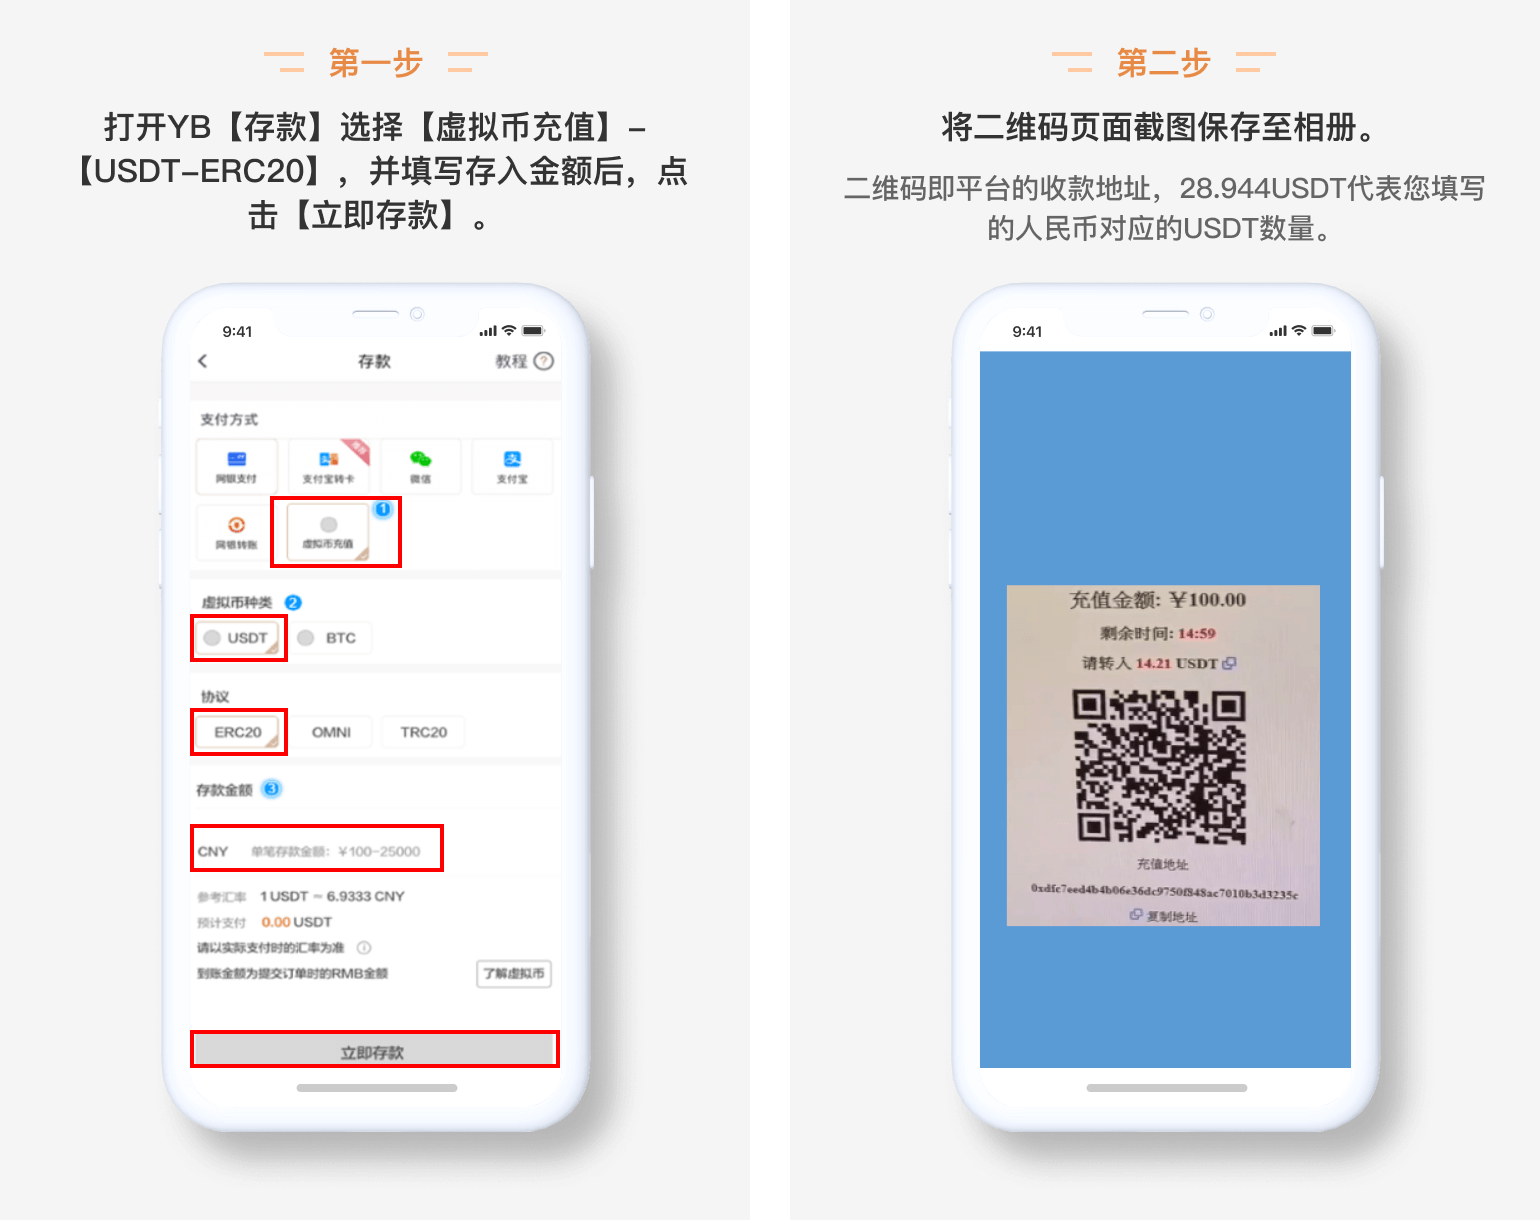 第一步
打开YB【存款】选择【虚拟币充值】-
【USDT-ERC20】，并填写存入金额后，点
击【立即存款】。
9:41
存款
教程 ?
支付方式
网银支付
支付宝转卡
微信
支付宝
网银转账
虚拟币充值
1
虚拟币种类 2
USDT
BTC
协议
ERC20
OMNI
TRC20
存款金额 3
CNY 单笔存款金额：￥100-25000
参考汇率 1 USDT ~ 6.9333 CNY
预计支付 0.00 USDT
请以实际支付时的汇率为准
到账金额为提交订单时的RMB金额
了解虚拟币
立即存款
第二步
将二维码页面截图保存至相册。
二维码即平台的收款地址，28.944USDT代表您填写
的人民币对应的USDT数量。
9:41
充值金额: ￥100.00
剩余时间: 14:59
请转入 14.21 USDT
充值地址
0xdfc7eed4b4b06e36dc9750f848ac7010b3d3235c
复制地址